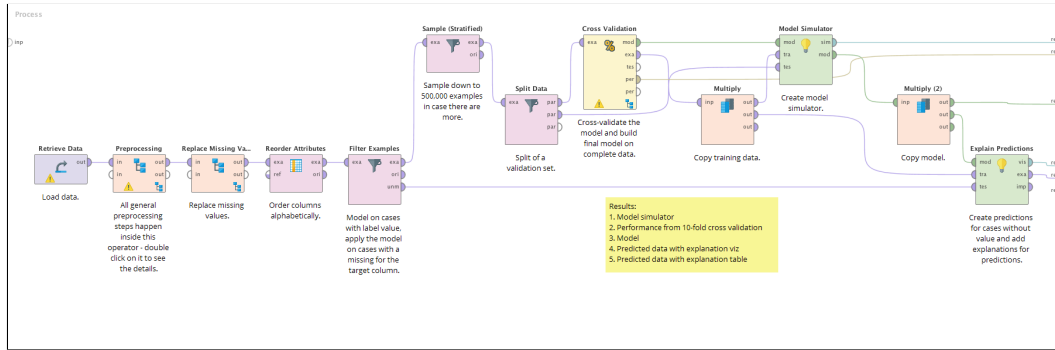 Process
inp
Sample (Stratified)
exa exa
ori
Sample down to
500.000 examples
in case there are
more.
Split Data
exa par
par
par
Split of a
validation set.
Cross Validation
exa mod
exa
tes
per
per
Cross-validate the
model and build
final model on
complete data.
Model Simulator
mod sim
tra mod
tes
Create model
simulator.
Multiply
inp out
out
out
Copy training data.
Multiply (2)
inp out
out
out
Copy model.
Retrieve Data
out
Load data.
Preprocessing
in out
in out
All general
preprocessing
steps happen
inside this
operator - double
click on it to see
the details.
Replace Missing Va...
in out
in out
Replace missing
values.
Reorder Attributes
exa exa
ref ori
Order columns
alphabetically.
Filter Examples
exa exa
ori
unm
Model on cases
with label value,
apply the model
on cases with a
missing for the
target column.
Explain Predictions
mod vis
tra exa
tes imp
Create predictions
for cases without
value and add
explanations for
predictions.
Results:
1. Model simulator
2. Performance from 10-fold cross validation
3. Model
4. Predicted data with explanation viz
5. Predicted data with explanation table